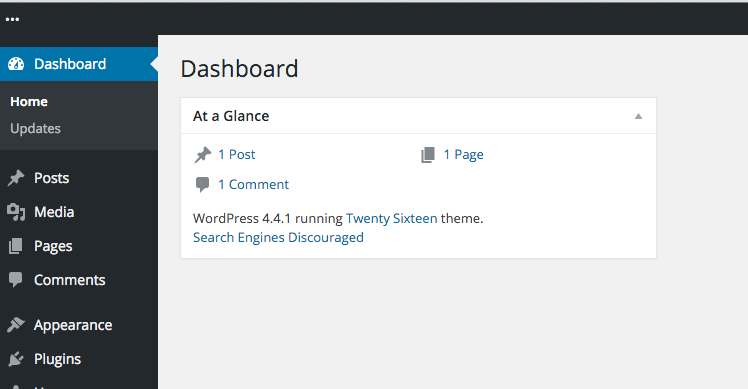 Dashboard
Home
Updates
Posts
Media
Pages
Comments
Appearance
Plugins
Dashboard
At a Glance
1 Post
1 Page
1 Comment
WordPress 4.4.1 running Twenty Sixteen theme.
Search Engines Discouraged